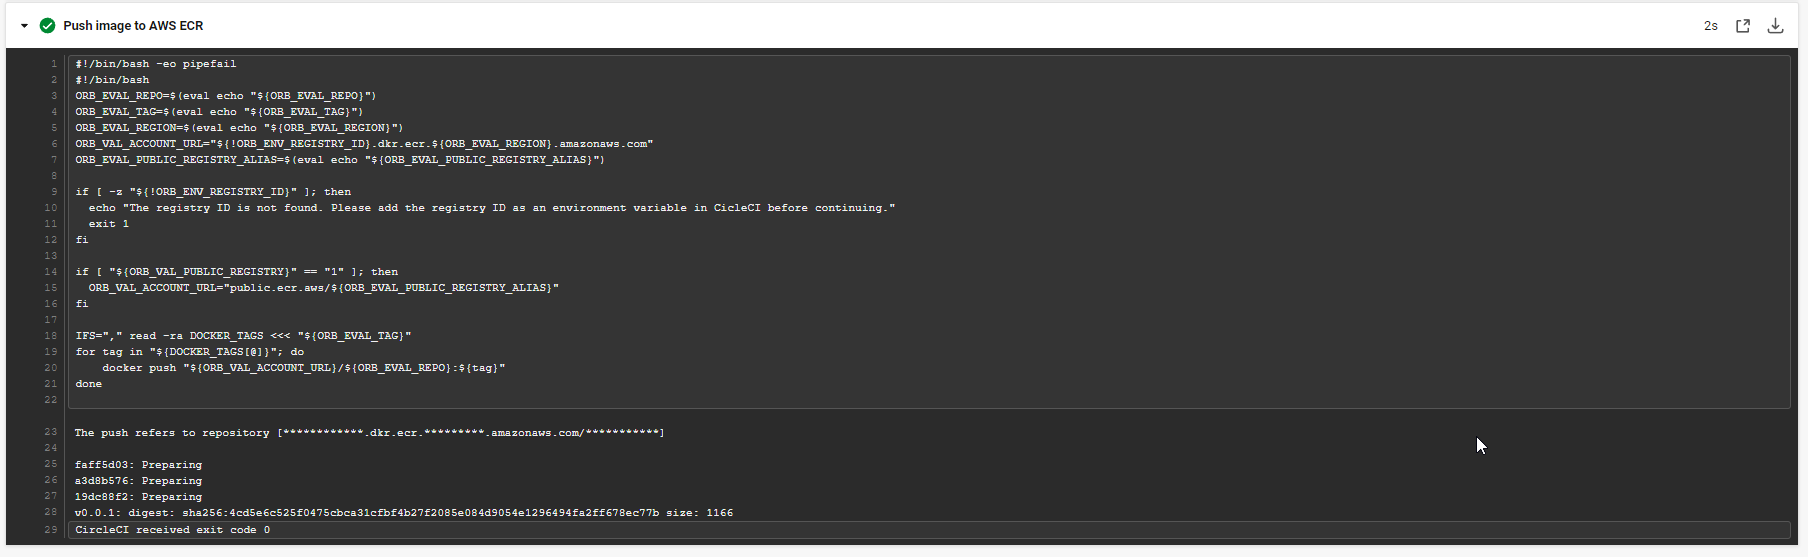 Push image to AWS ECR
2s
1 #!/bin/bash -eo pipefail
2 #!/bin/bash
3 ORB_EVAL_REPO=$(eval echo "${ORB_EVAL_REPO}")
4 ORB_EVAL_TAG=$(eval echo "${ORB_EVAL_TAG}")
5 ORB_EVAL_REGION=$(eval echo "${ORB_EVAL_REGION}")
6 ORB_VAL_ACCOUNT_URL="${!ORB_ENV_REGISTRY_ID}.dkr.ecr.${ORB_EVAL_REGION}.amazonaws.com"
7 ORB_EVAL_PUBLIC_REGISTRY_ALIAS=$(eval echo "${ORB_EVAL_PUBLIC_REGISTRY_ALIAS}")
8
9 if [ -z "${!ORB_ENV_REGISTRY_ID}" ]; then
10   echo "The registry ID is not found. Please add the registry ID as an environment variable in CicleCI before continuing."
11   exit 1
12 fi
13
14 if [ "${ORB_VAL_PUBLIC_REGISTRY}" == "1" ]; then
15   ORB_VAL_ACCOUNT_URL="public.ecr.aws/${ORB_EVAL_PUBLIC_REGISTRY_ALIAS}"
16 fi
17
18 IFS="," read -ra DOCKER_TAGS <<< "${ORB_EVAL_TAG}"
19 for tag in "${DOCKER_TAGS[@]}"; do
20     docker push "${ORB_VAL_ACCOUNT_URL}/${ORB_EVAL_REPO}:${tag}"
21 done
22
23 The push refers to repository [************.dkr.ecr.*********.amazonaws.com/***********]
24
25 faff5d03: Preparing
26 a3d8b576: Preparing
27 19dc88f2: Preparing
28 v0.0.1: digest: sha256:4cd5e6c525f0475cbca31cfbf4b27f2085e084d9054e1296494fa2ff678ec77b size: 1166
29 CircleCI received exit code 0